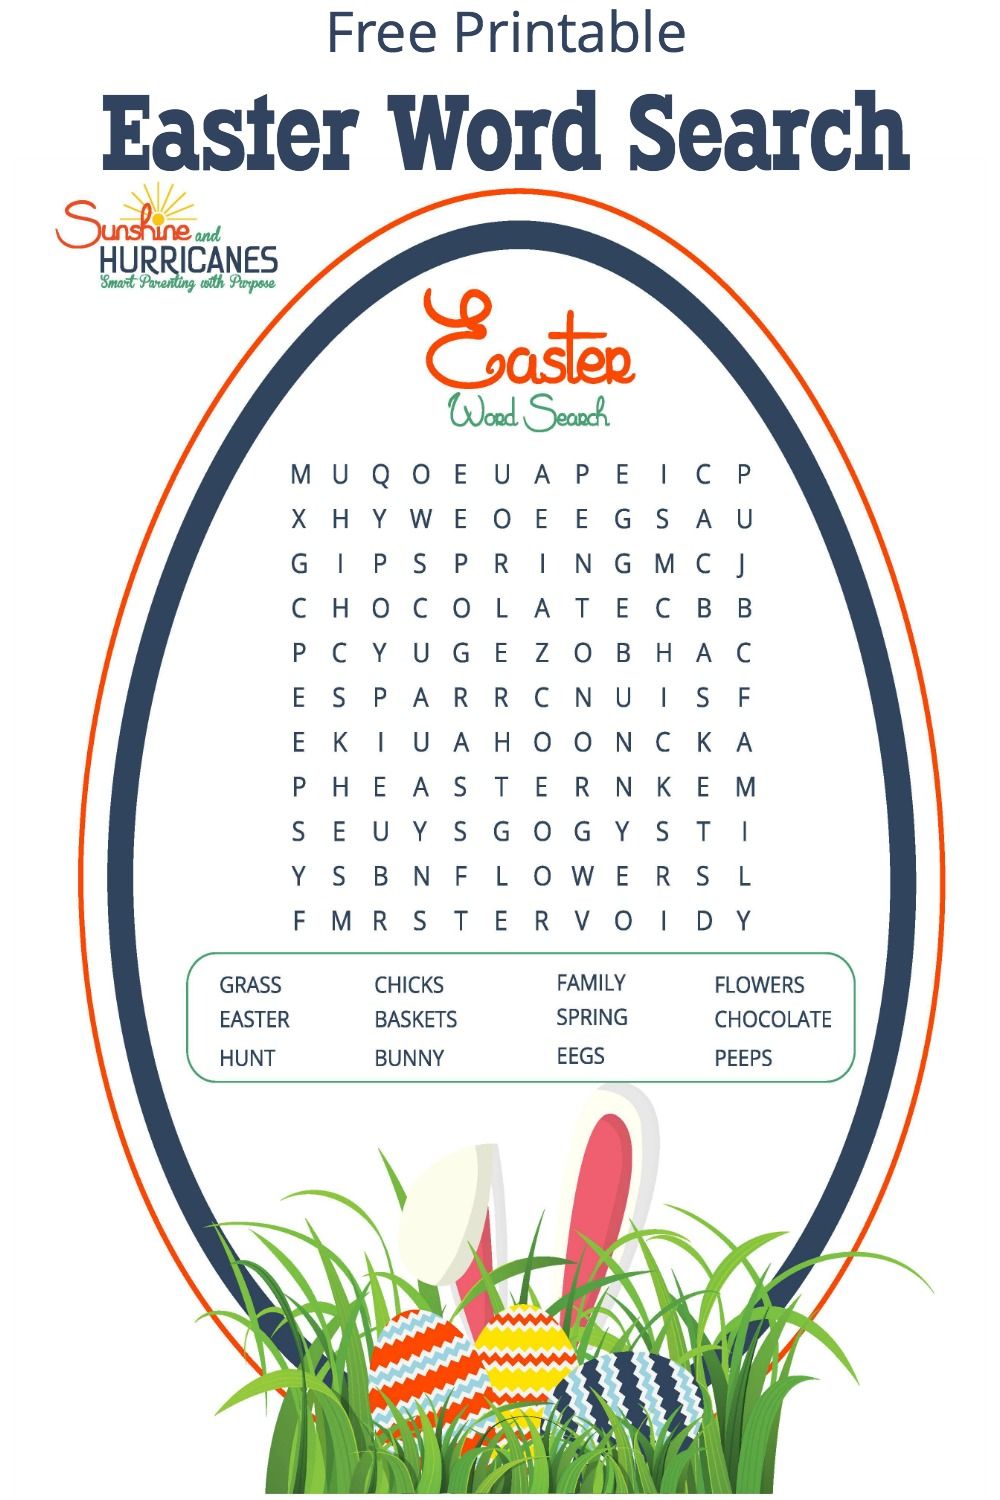 Free Printable
Easter Word Search
Sunshine and
HURRICANES
Smart Parenting with Purpose
Easter
Word Search
M U Q O E U A P E I C P
X H Y W E O E E G S A U
G I P S P R I N G M C J
C H O C O L A T E C B B
P C Y U G E Z O B H A C
E S P A R R C N U I S F
E K I U A H O O N C K A
P H E A S T E R N K E M
S E U Y S G O G Y S T I
Y S B N F L O W E R S L
F M R S T E R V O I D Y
GRASS CHICKS FAMILY FLOWERS
EASTER BASKETS SPRING CHOCOLATE
HUNT BUNNY EEGS PEEPS